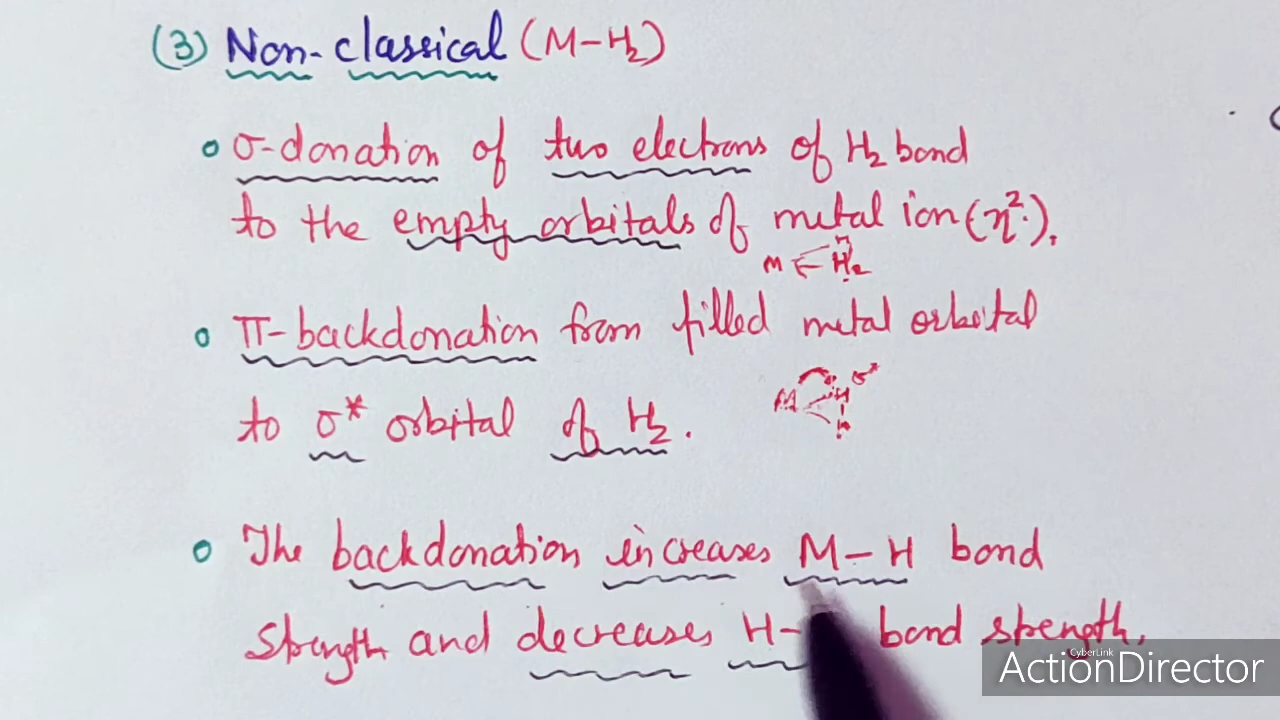 (3) Non-classical (M-H₂)
σ-donation of two electrons of H₂ bond
to the empty orbitals of metal ion (η²).
M ← H₂
π-backdonation from filled metal orbital
M H σ*
to σ* orbital of H₂.
H
The backdonation increases M-H bond
strength and decreases H- bond strength.
CyberLink
ActionDirector